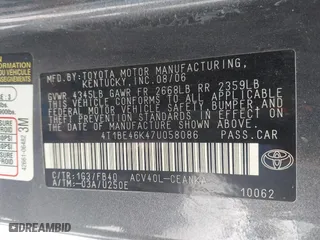 MFD.BY:TOYOTA MOTOR MANUFACTURING,
KENTUCKY,INC.08/06
GVWR 4345LB GAWR FR 2668LB RR 2359LB
THIS VEHICLE CONFORMS TO ALL APPLICABLE
FEDERAL MOTOR VEHICLE SAFETY, BUMPER, AND
THEFT PREVENTION STANDARDS IN EFFECT ON
THE DATE OF MANUFACTURE SHOWN ABOVE.
4T1BE46K47U058086 PASS.CAR
C/TR:1G3/FB40 ACV40L-CEANKA
A/TM:-03A/U250E
TOYOTA
10062
3M